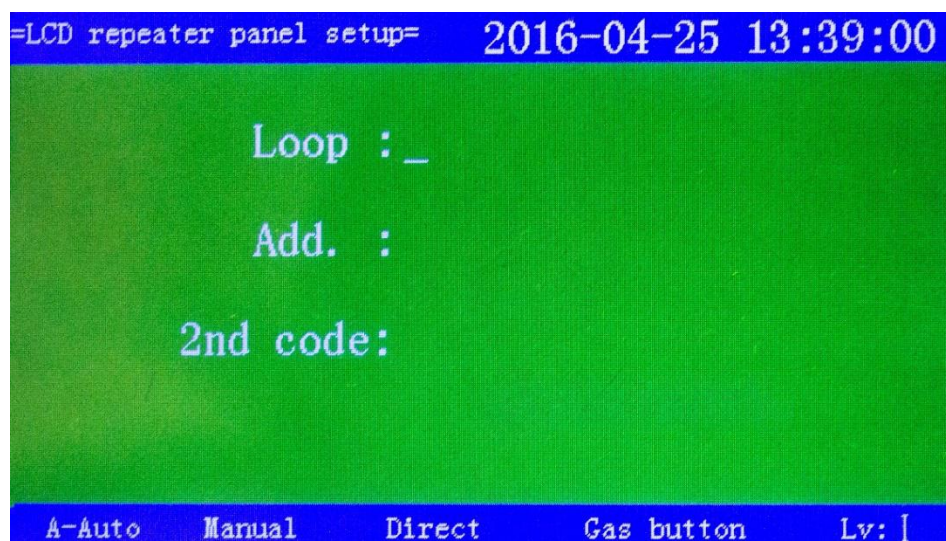 =LCD repeater panel setup= 2016-04-25 13:39:00
Loop :_
Add. :
2nd code:
A-Auto Manual Direct Gas button Lv: I